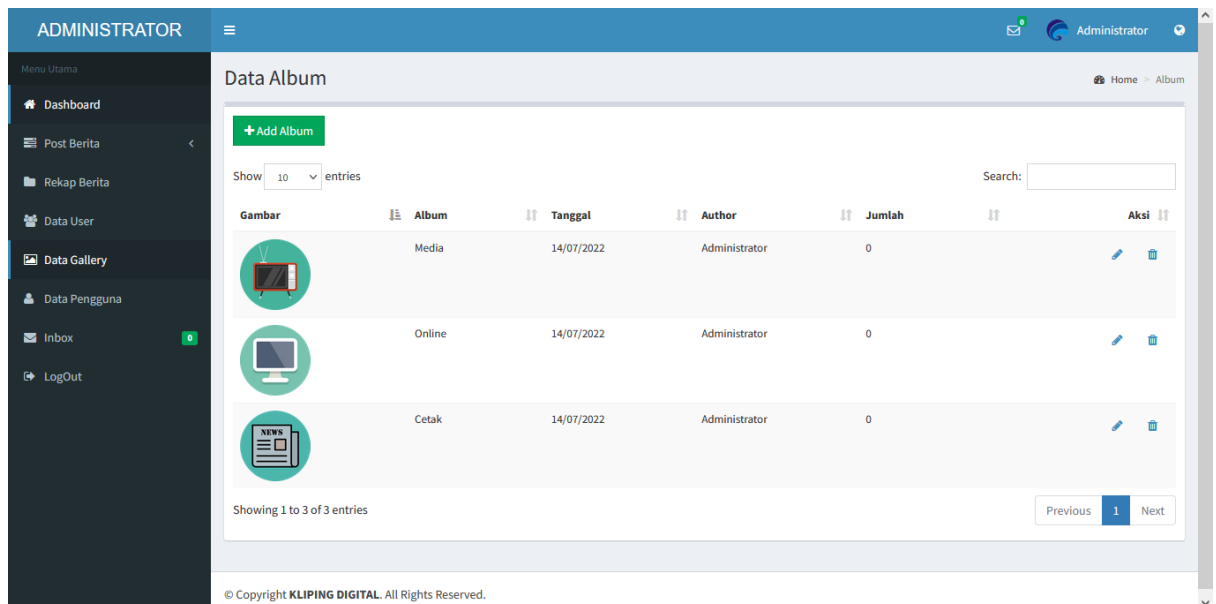 ADMINISTRATOR
0
Administrator
Menu Utama
Dashboard
Post Berita
Rekap Berita
Data User
Data Gallery
Data Pengguna
Inbox 0
LogOut
Data Album
Home > Album
Add Album
Show 10 entries
Search:
Gambar Album Tanggal Author Jumlah Aksi
Media 14/07/2022 Administrator 0
Online 14/07/2022 Administrator 0
NEWS
Cetak 14/07/2022 Administrator 0
Showing 1 to 3 of 3 entries
Previous 1 Next
© Copyright KLIPING DIGITAL. All Rights Reserved.